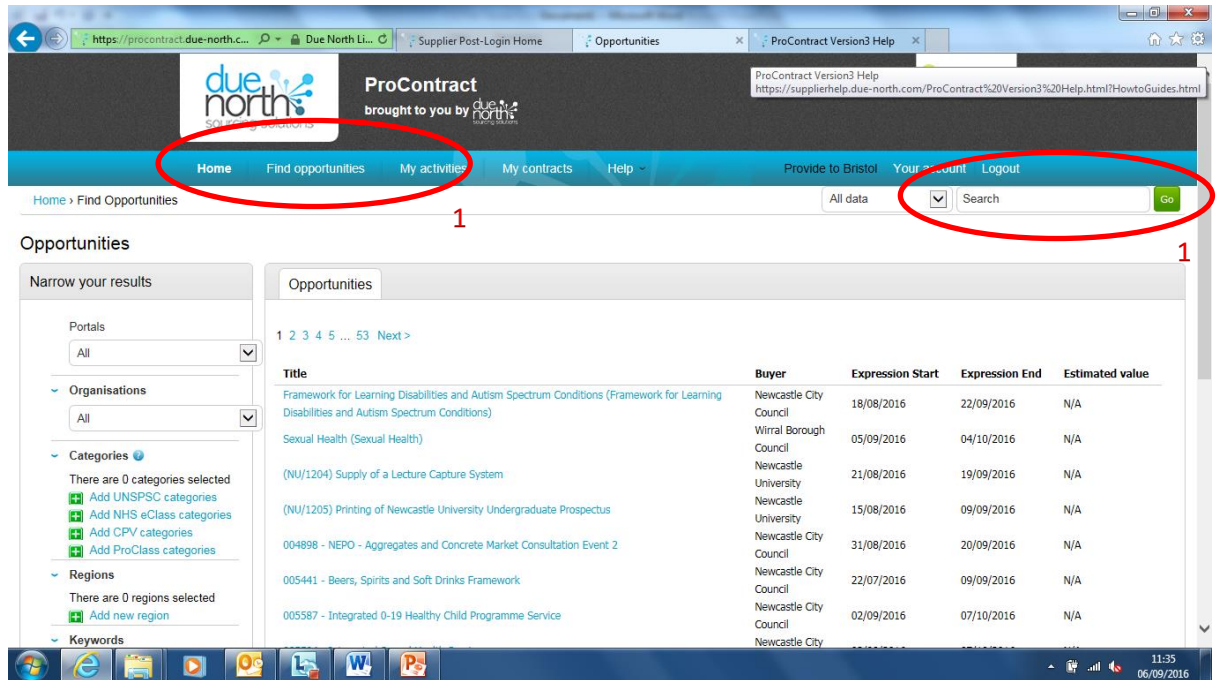 Document1 - Microsoft Word
https://procontract.due-north.c... Due North Li... Supplier Post-Login Home Opportunities ProContract Version3 Help
ProContract Version3 Help
https://supplierhelp.due-north.com/ProContract%20Version3%20Help.html?HowtoGuides.html
due north
sourcing solutions
ProContract
brought to you by due north
sourcing solutions
Home Find opportunities My activities My contracts Help Provide to Bristol Your account Logout
Home › Find Opportunities All data Search Go
1
1
Opportunities
Narrow your results
Portals
All
Organisations
All
Categories
There are 0 categories selected
Add UNSPSC categories
Add NHS eClass categories
Add CPV categories
Add ProClass categories
Regions
There are 0 regions selected
Add new region
Keywords
Opportunities
1 2 3 4 5 ... 53 Next >
Title Buyer Expression Start Expression End Estimated value
Framework for Learning Disabilities and Autism Spectrum Conditions (Framework for Learning
Disabilities and Autism Spectrum Conditions)
Newcastle City
Council
18/08/2016 22/09/2016 N/A
Sexual Health (Sexual Health)
Wirral Borough
Council
05/09/2016 04/10/2016 N/A
(NU/1204) Supply of a Lecture Capture System
Newcastle
University
21/08/2016 19/09/2016 N/A
(NU/1205) Printing of Newcastle University Undergraduate Prospectus
Newcastle
University
15/08/2016 09/09/2016 N/A
004898 - NEPO - Aggregates and Concrete Market Consultation Event 2
Newcastle City
Council
31/08/2016 20/09/2016 N/A
005441 - Beers, Spirits and Soft Drinks Framework
Newcastle City
Council
22/07/2016 09/09/2016 N/A
005587 - Integrated 0-19 Healthy Child Programme Service
Newcastle City
Council
02/09/2016 07/10/2016 N/A
Newcastle City
11:35
06/09/2016